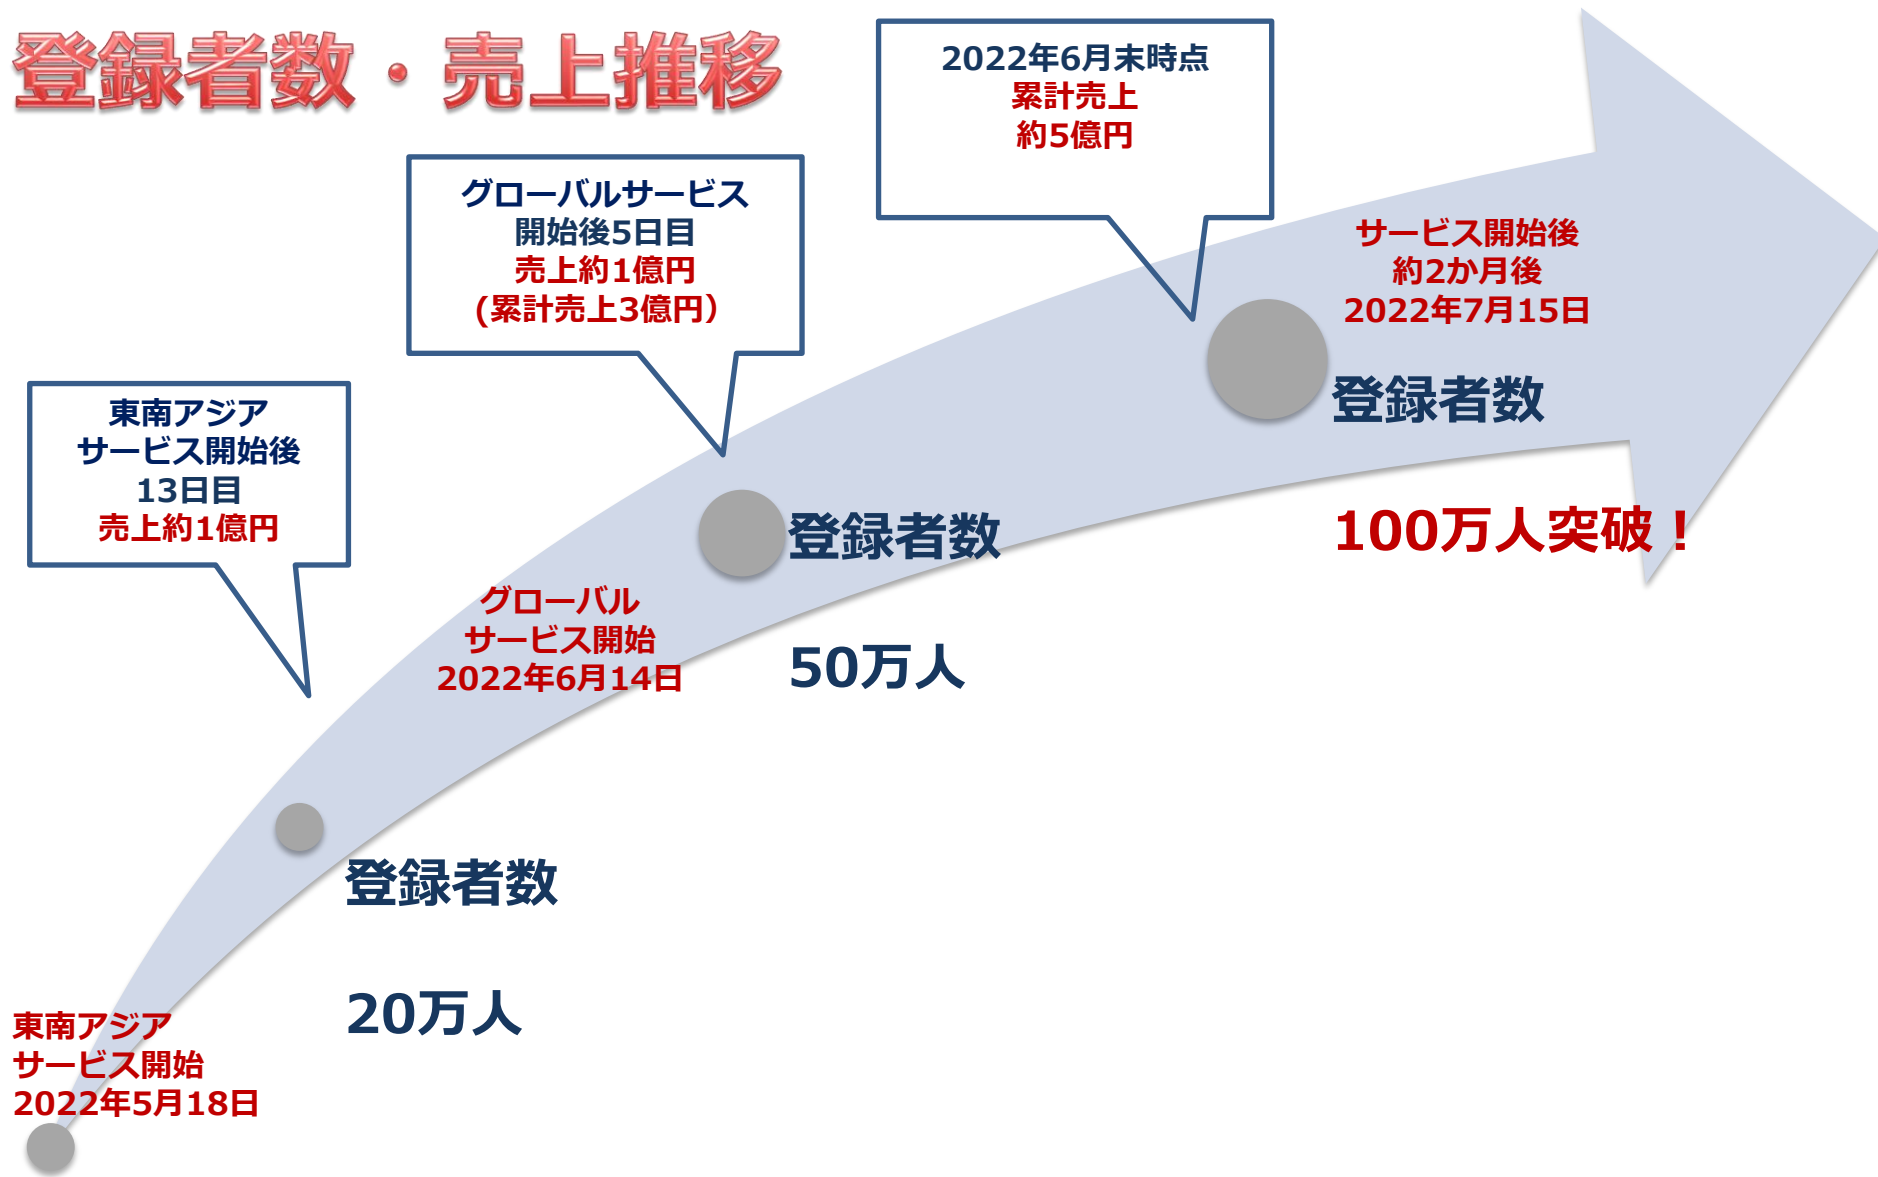 登録者数・売上推移
2022年6月末時点
累計売上
約5億円
グローバルサービス
開始後5日目
売上約1億円
(累計売上3億円）
サービス開始後
約2か月後
2022年7月15日
登録者数
100万人突破！
東南アジア
サービス開始後
13日目
売上約1億円
登録者数
50万人
グローバル
サービス開始
2022年6月14日
登録者数
20万人
東南アジア
サービス開始
2022年5月18日